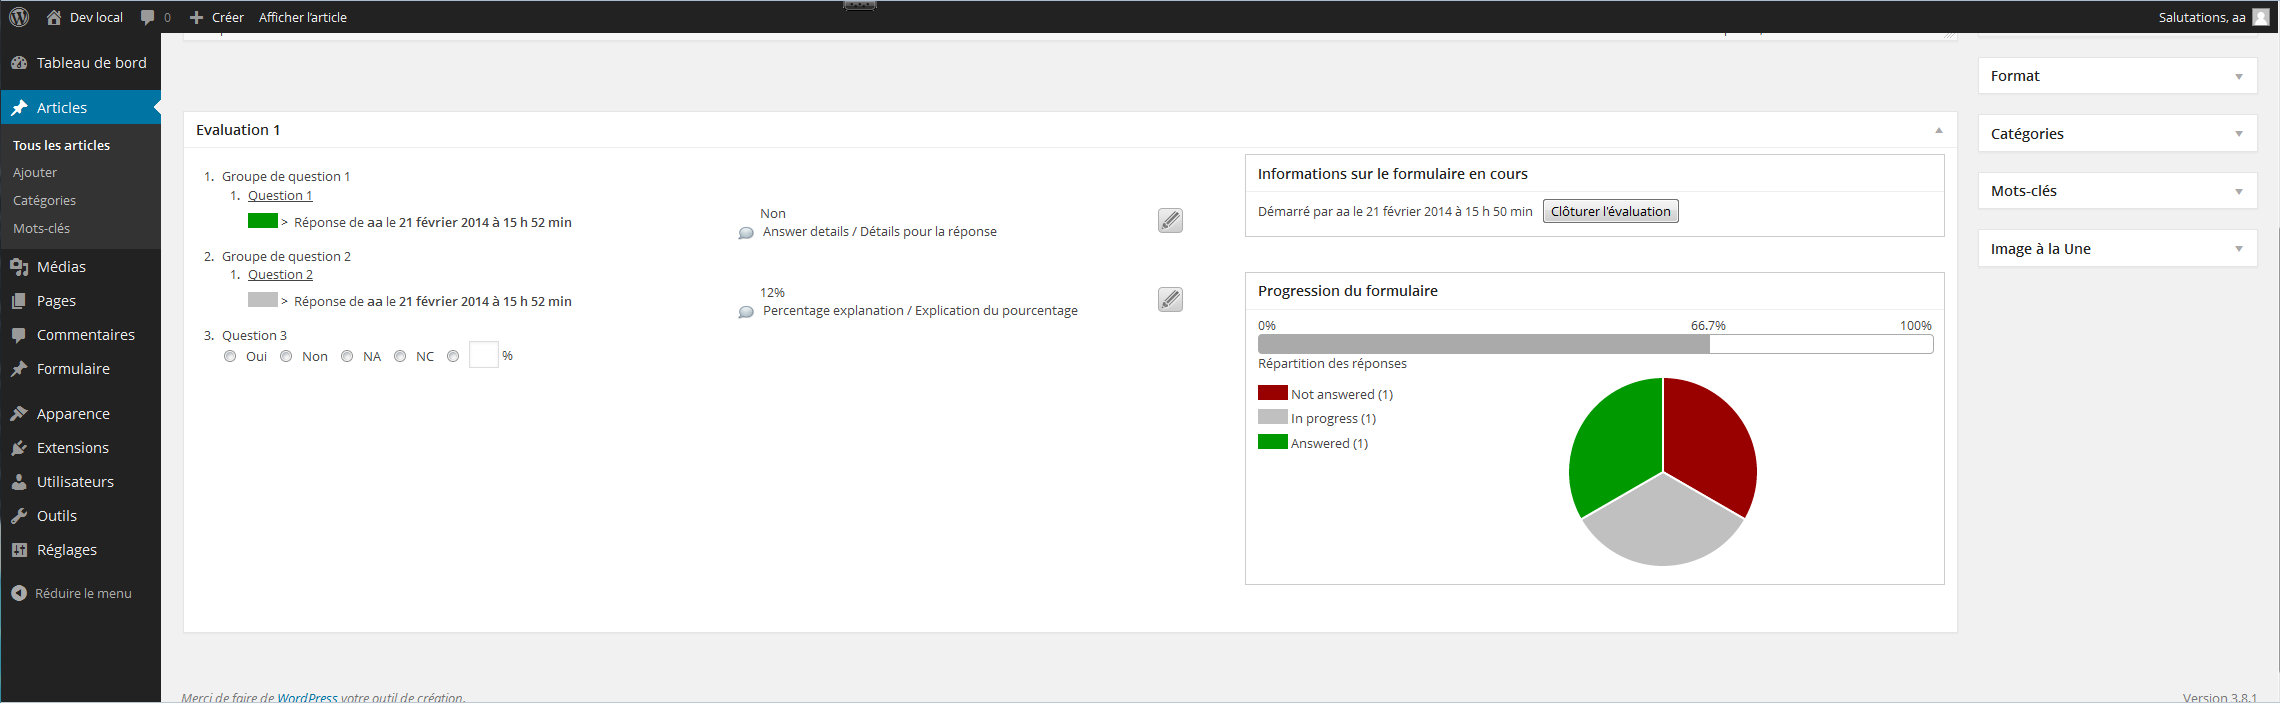 Dev local
0
Créer
Afficher l'article
Salutations, aa
Tableau de bord
Articles
Tous les articles
Ajouter
Catégories
Mots-clés
Médias
Pages
Commentaires
Formulaire
Apparence
Extensions
Utilisateurs
Outils
Réglages
Réduire le menu
Evaluation 1
1. Groupe de question 1
1. Question 1
> Réponse de aa le 21 février 2014 à 15 h 52 min
Non
Answer details / Détails pour la réponse
2. Groupe de question 2
1. Question 2
> Réponse de aa le 21 février 2014 à 15 h 52 min
12%
Percentage explanation / Explication du pourcentage
3. Question 3
Oui Non NA NC %
Informations sur le formulaire en cours
Démarré par aa le 21 février 2014 à 15 h 50 min Clôturer l'évaluation
Progression du formulaire
0% 66.7% 100%
Répartition des réponses
Not answered (1)
In progress (1)
Answered (1)
Format
Catégories
Mots-clés
Image à la Une
Merci de faire de WordPress votre outil de création.
Version 3.8.1